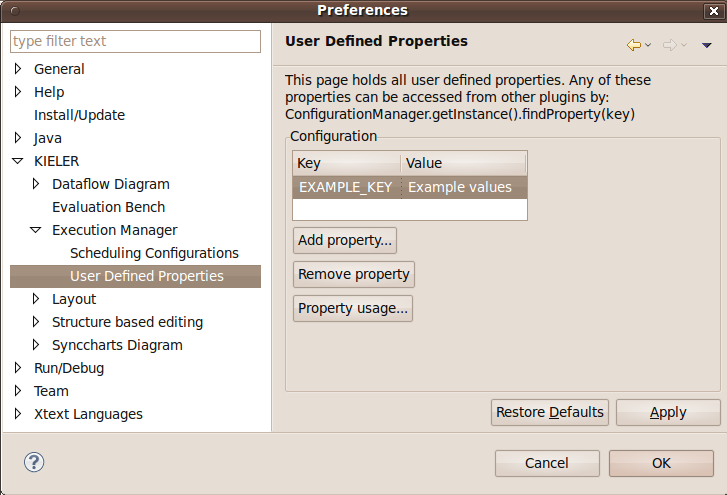 Preferences
type filter text
General
Help
Install/Update
Java
KIELER
Dataflow Diagram
Evaluation Bench
Execution Manager
Scheduling Configurations
User Defined Properties
Layout
Structure based editing
Synccharts Diagram
Run/Debug
Team
Xtext Languages
User Defined Properties
This page holds all user defined properties. Any of these
properties can be accessed from other plugins by:
ConfigurationManager.getInstance().findProperty(key)
Configuration
Key Value
EXAMPLE_KEY Example values
Add property...
Remove property
Property usage...
Restore Defaults Apply
? Cancel OK